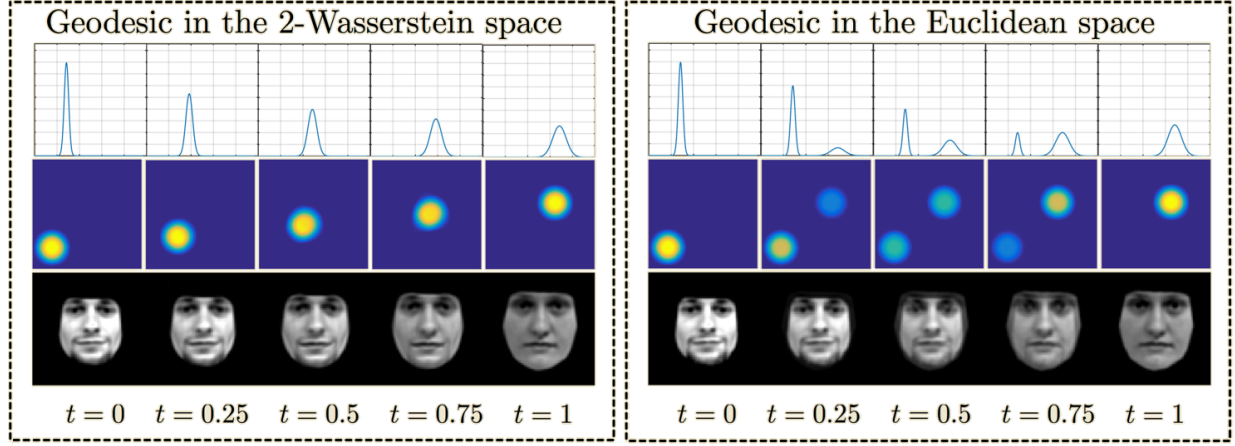 Geodesic in the 2-Wasserstein space
t = 0 t = 0.25 t = 0.5 t = 0.75 t = 1
Geodesic in the Euclidean space
t = 0 t = 0.25 t = 0.5 t = 0.75 t = 1